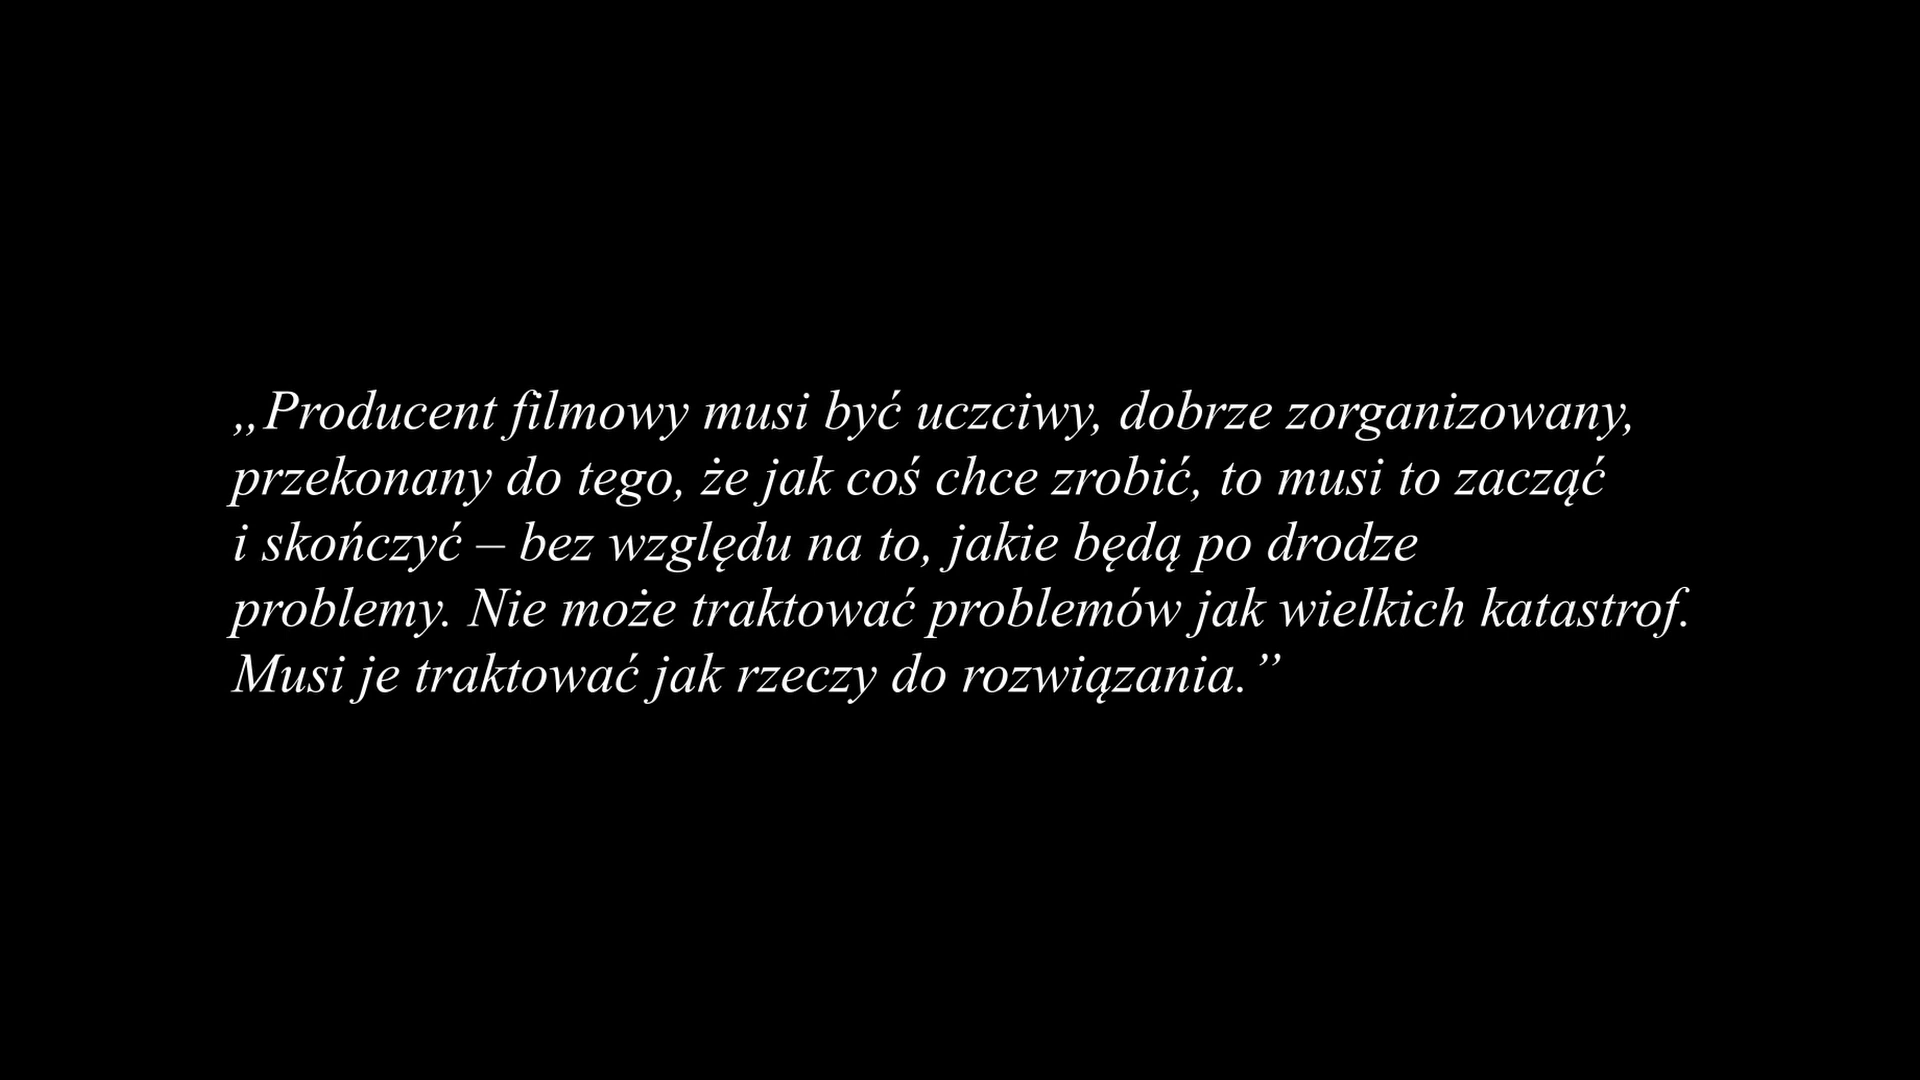 „Producent filmowy musi być uczciwy, dobrze zorganizowany,
przekonany do tego, że jak coś chce zrobić, to musi to zacząć
i skończyć – bez względu na to, jakie będą po drodze
problemy. Nie może traktować problemów jak wielkich katastrof.
Musi je traktować jak rzeczy do rozwiązania.”